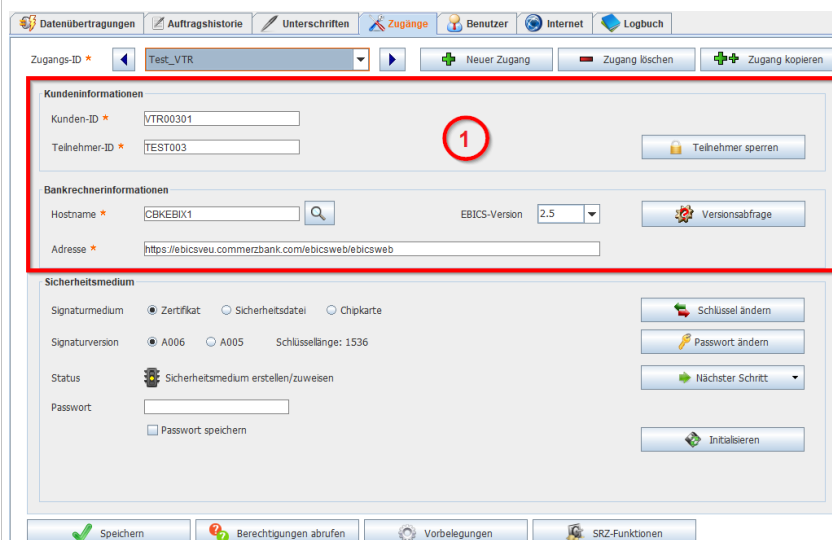 Datenübertragungen Auftragshistorie Unterschriften Zugänge Benutzer Internet Logbuch
Zugangs-ID * Test_VTR Neuer Zugang Zugang löschen Zugang kopieren
Kundeninformationen
Kunden-ID * VTR00301
1
Teilnehmer-ID * TEST003 Teilnehmer sperren
Bankrechnerinformationen
Hostname * CBKEBIX1 EBICS-Version 2.5 Versionsabfrage
Adresse * https://ebicsveu.commerzbank.com/ebicsweb/ebicsweb
Sicherheitsmedium
Signaturmedium Zertifikat Sicherheitsdatei Chipkarte Schlüssel ändern
Signaturversion A006 A005 Schlüssellänge: 1536 Passwort ändern
Status Sicherheitsmedium erstellen/zuweisen Nächster Schritt
Passwort
Passwort speichern Initialisieren
Speichern Berechtigungen abrufen Vorbelegungen SRZ-Funktionen